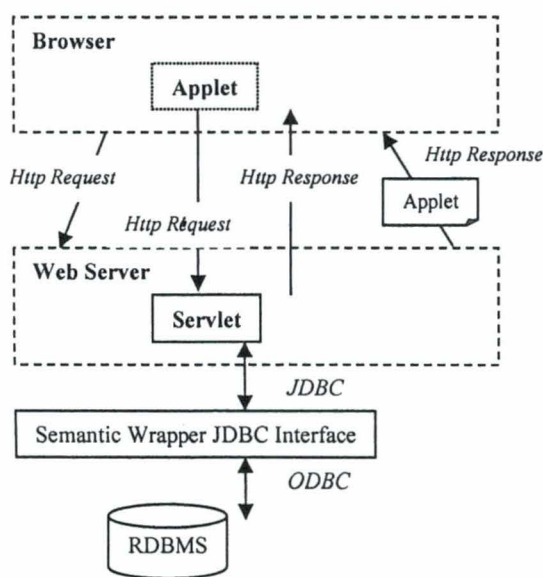 Browser
Applet
Http Request
Http Request
Http Response
Http Response
Applet
Web Server
Servlet
JDBC
Semantic Wrapper JDBC Interface
ODBC
RDBMS